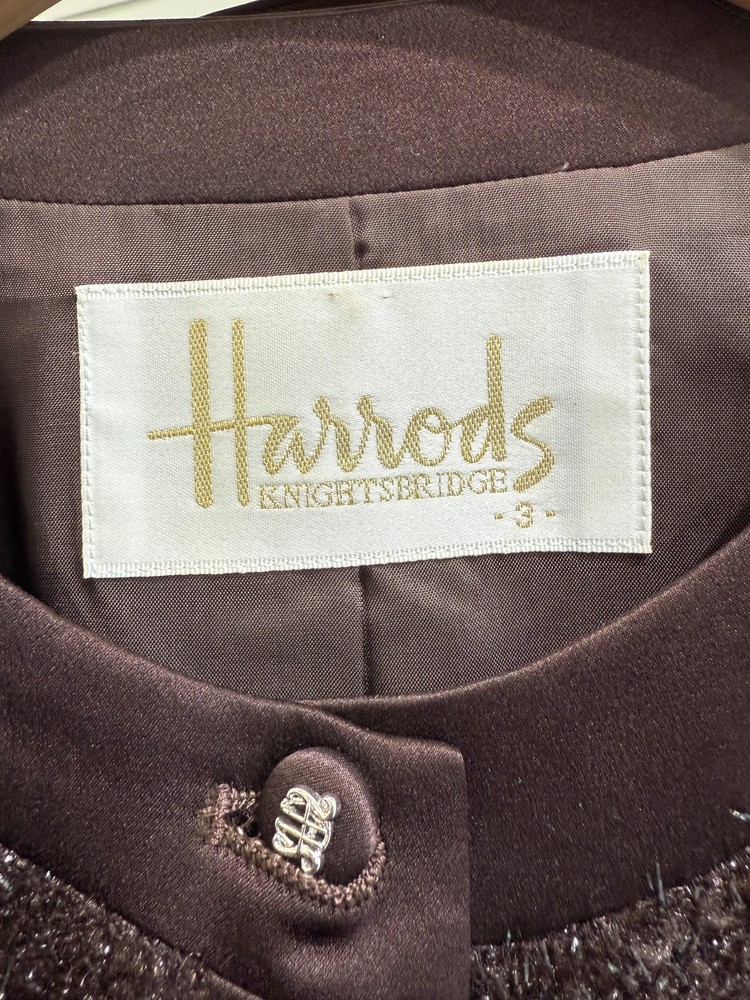 Harrods
KNIGHTSBRIDGE
- 3 -